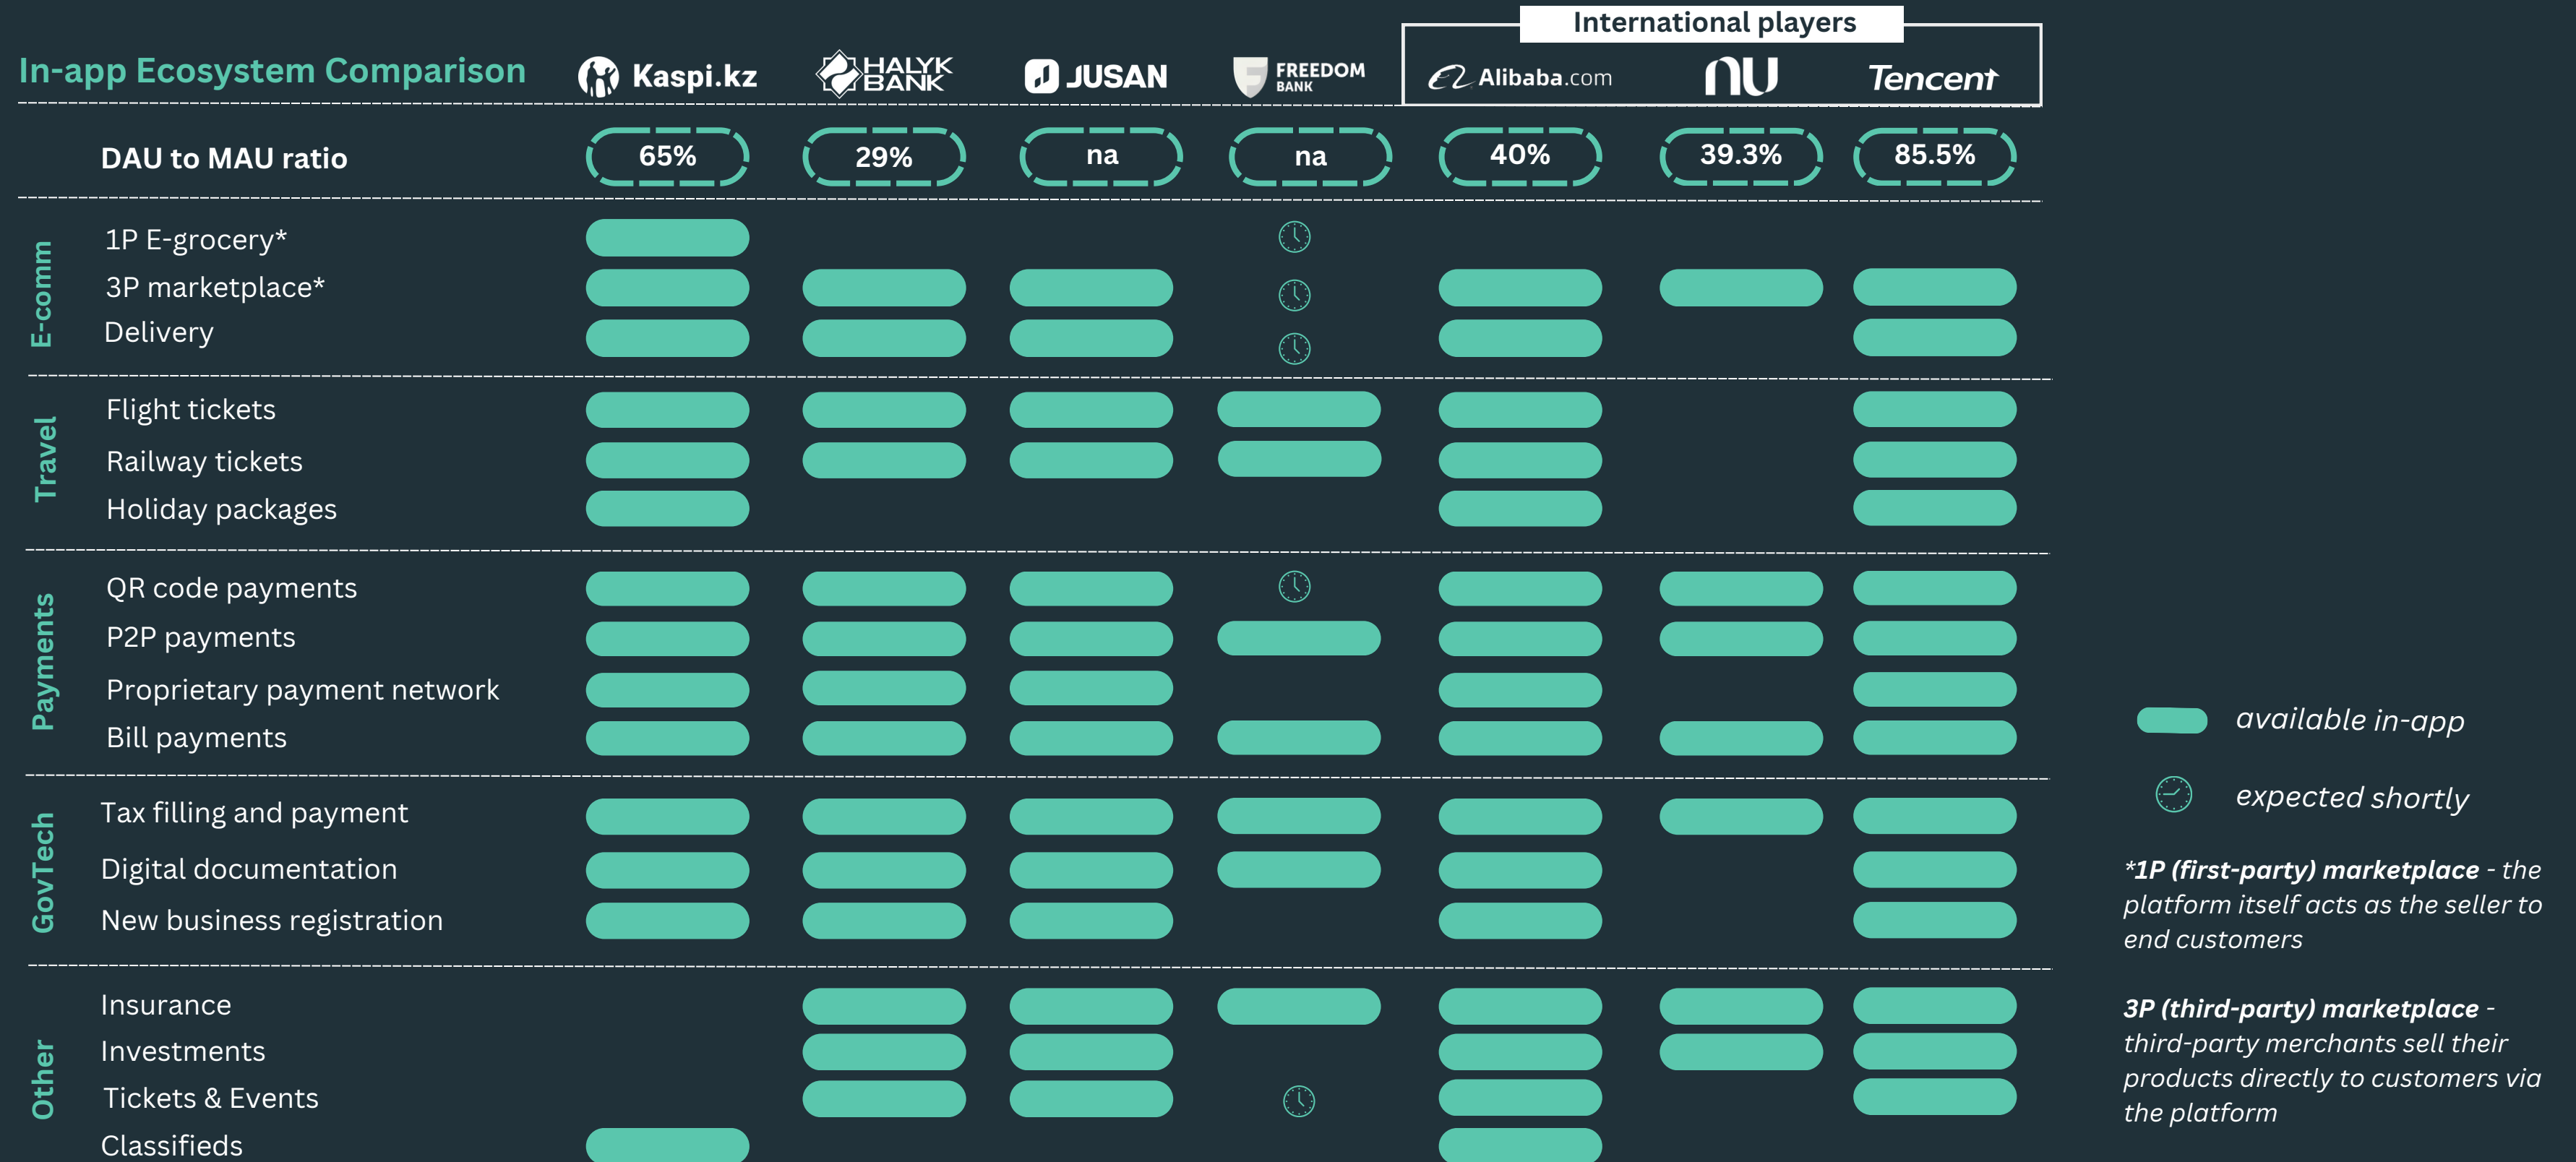 International players
In-app Ecosystem Comparison
Kaspi.kz
HALYK
BANK
JUSAN
FREEDOM
BANK
Alibaba.com
nu
Tencent
DAU to MAU ratio
65%
29%
na
na
40%
39.3%
85.5%
E-comm
1P E-grocery*
3P marketplace*
Delivery
Travel
Flight tickets
Railway tickets
Holiday packages
Payments
QR code payments
P2P payments
Proprietary payment network
Bill payments
GovTech
Tax filling and payment
Digital documentation
New business registration
Other
Insurance
Investments
Tickets & Events
Classifieds
available in-app
expected shortly
*1P (first-party) marketplace - the
platform itself acts as the seller to
end customers
3P (third-party) marketplace -
third-party merchants sell their
products directly to customers via
the platform